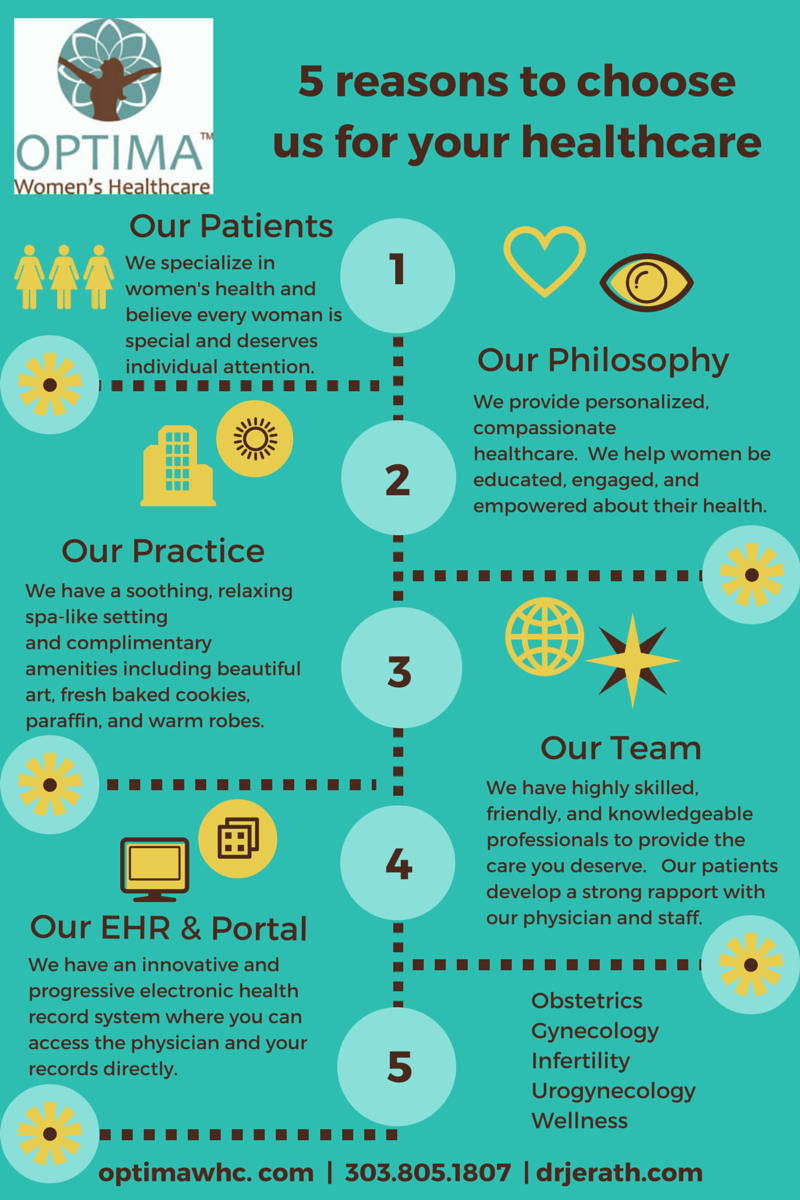 OPTIMA™
Women's Healthcare
5 reasons to choose
us for your healthcare
Our Patients
We specialize in
women's health and
believe every woman is
special and deserves
individual attention.
1
Our Philosophy
We provide personalized,
compassionate
healthcare.  We help women be
educated, engaged, and
empowered about their health.
2
Our Practice
We have a soothing, relaxing
spa-like setting
and complimentary
amenities including beautiful
art, fresh baked cookies,
paraffin, and warm robes.
3
Our Team
We have highly skilled,
friendly, and knowledgeable
professionals to provide the
care you deserve.   Our patients
develop a strong rapport with
our physician and staff.
4
Our EHR & Portal
We have an innovative and
progressive electronic health
record system where you can
access the physician and your
records directly.
5
Obstetrics
Gynecology
Infertility
Urogynecology
Wellness
optimawhc. com | 303.805.1807 | drjerath.com